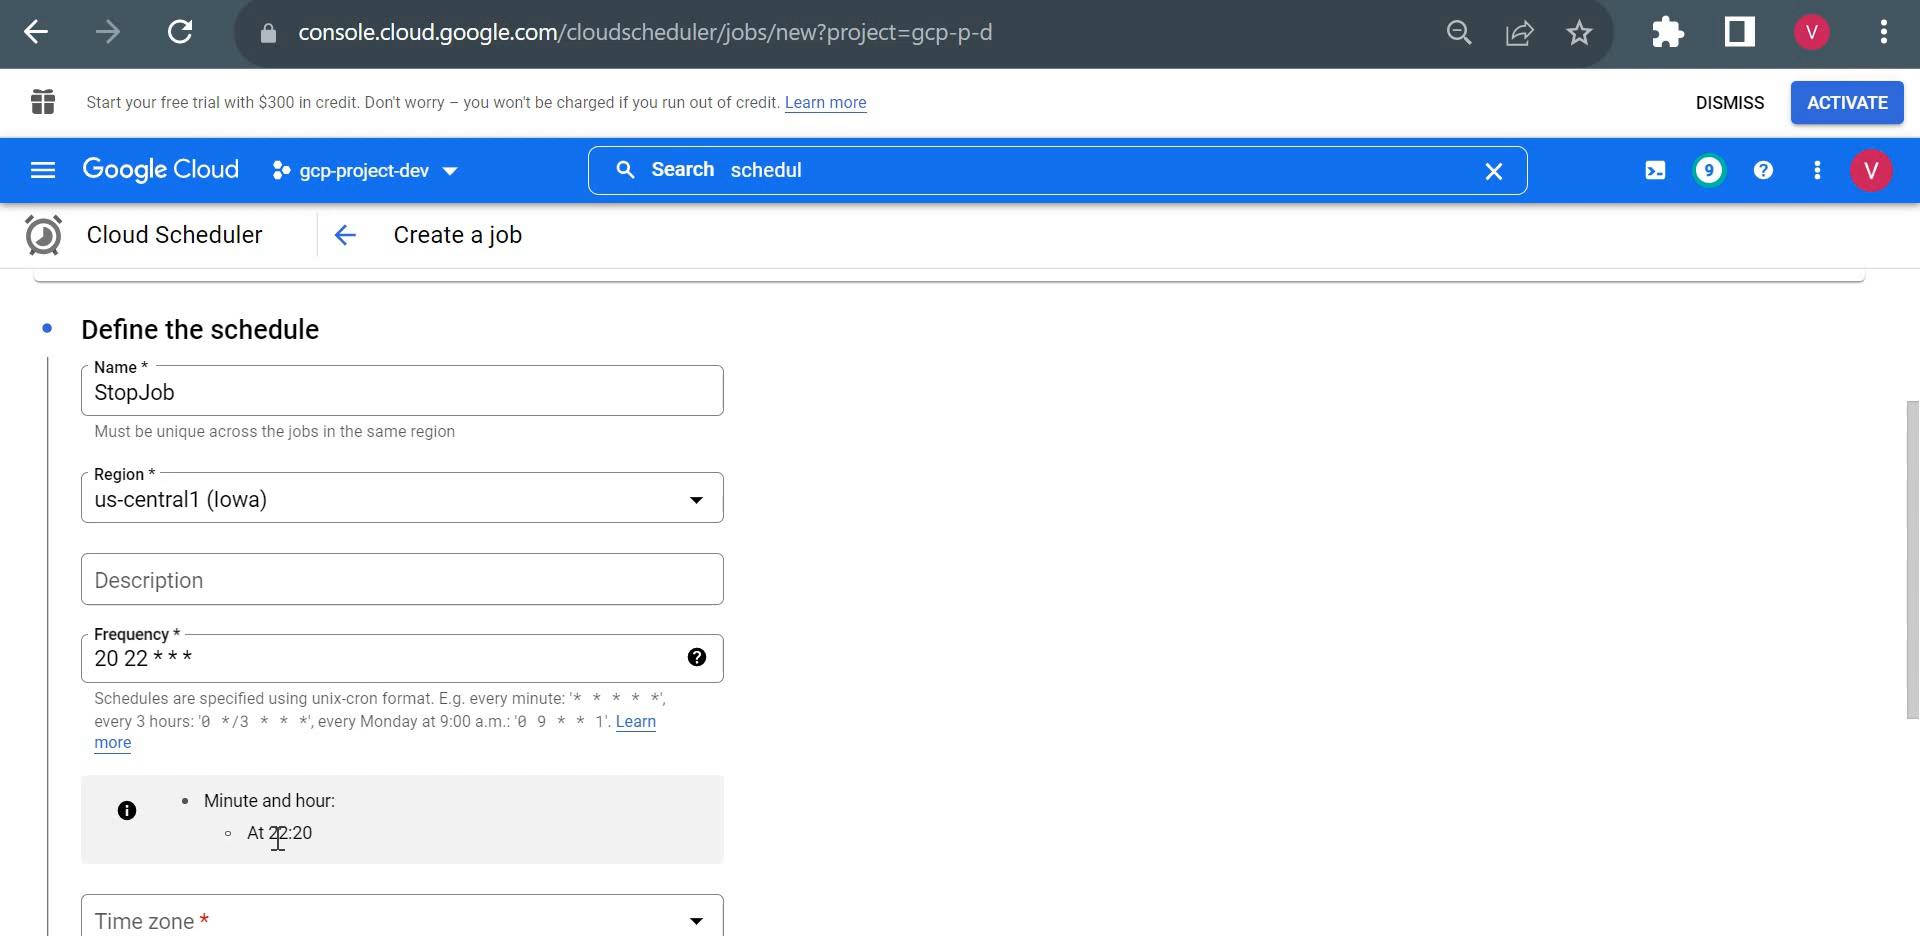 console.cloud.google.com/cloudscheduler/jobs/new?project=gcp-p-d
V
Start your free trial with $300 in credit. Don't worry – you won't be charged if you run out of credit. Learn more
DISMISS
ACTIVATE
Google Cloud
gcp-project-dev
Search schedul
9
V
Cloud Scheduler
Create a job
Define the schedule
Name *
StopJob
Must be unique across the jobs in the same region
Region *
us-central1 (Iowa)
Description
Frequency *
20 22 * * *
Schedules are specified using unix-cron format. E.g. every minute: '* * * * *',
every 3 hours: '0 */3 * * *', every Monday at 9:00 a.m.: '0 9 * * 1'. Learn
more
Minute and hour:
At 22:20
Time zone *